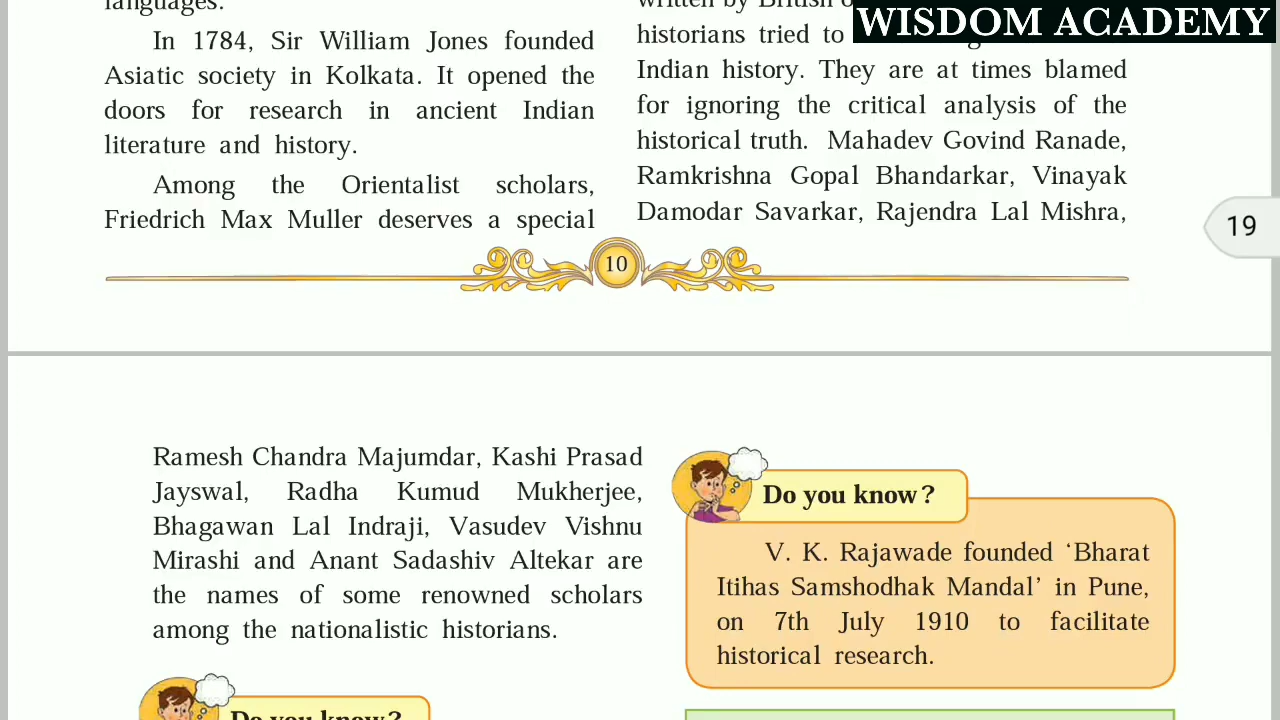 languages.
In 1784, Sir William Jones founded
Asiatic society in Kolkata. It opened the
doors for research in ancient Indian
literature and history.
Among the Orientalist scholars,
Friedrich Max Muller deserves a special
written by British
WISDOM ACADEMY
historians tried to
Indian history. They are at times blamed
for ignoring the critical analysis of the
historical truth. Mahadev Govind Ranade,
Ramkrishna Gopal Bhandarkar, Vinayak
Damodar Savarkar, Rajendra Lal Mishra,
19
10
Ramesh Chandra Majumdar, Kashi Prasad
Jayswal, Radha Kumud Mukherjee,
Bhagawan Lal Indraji, Vasudev Vishnu
Mirashi and Anant Sadashiv Altekar are
the names of some renowned scholars
among the nationalistic historians.
Do you know?
Do you know?
V. K. Rajawade founded ‘Bharat
Itihas Samshodhak Mandal’ in Pune,
on 7th July 1910 to facilitate
historical research.